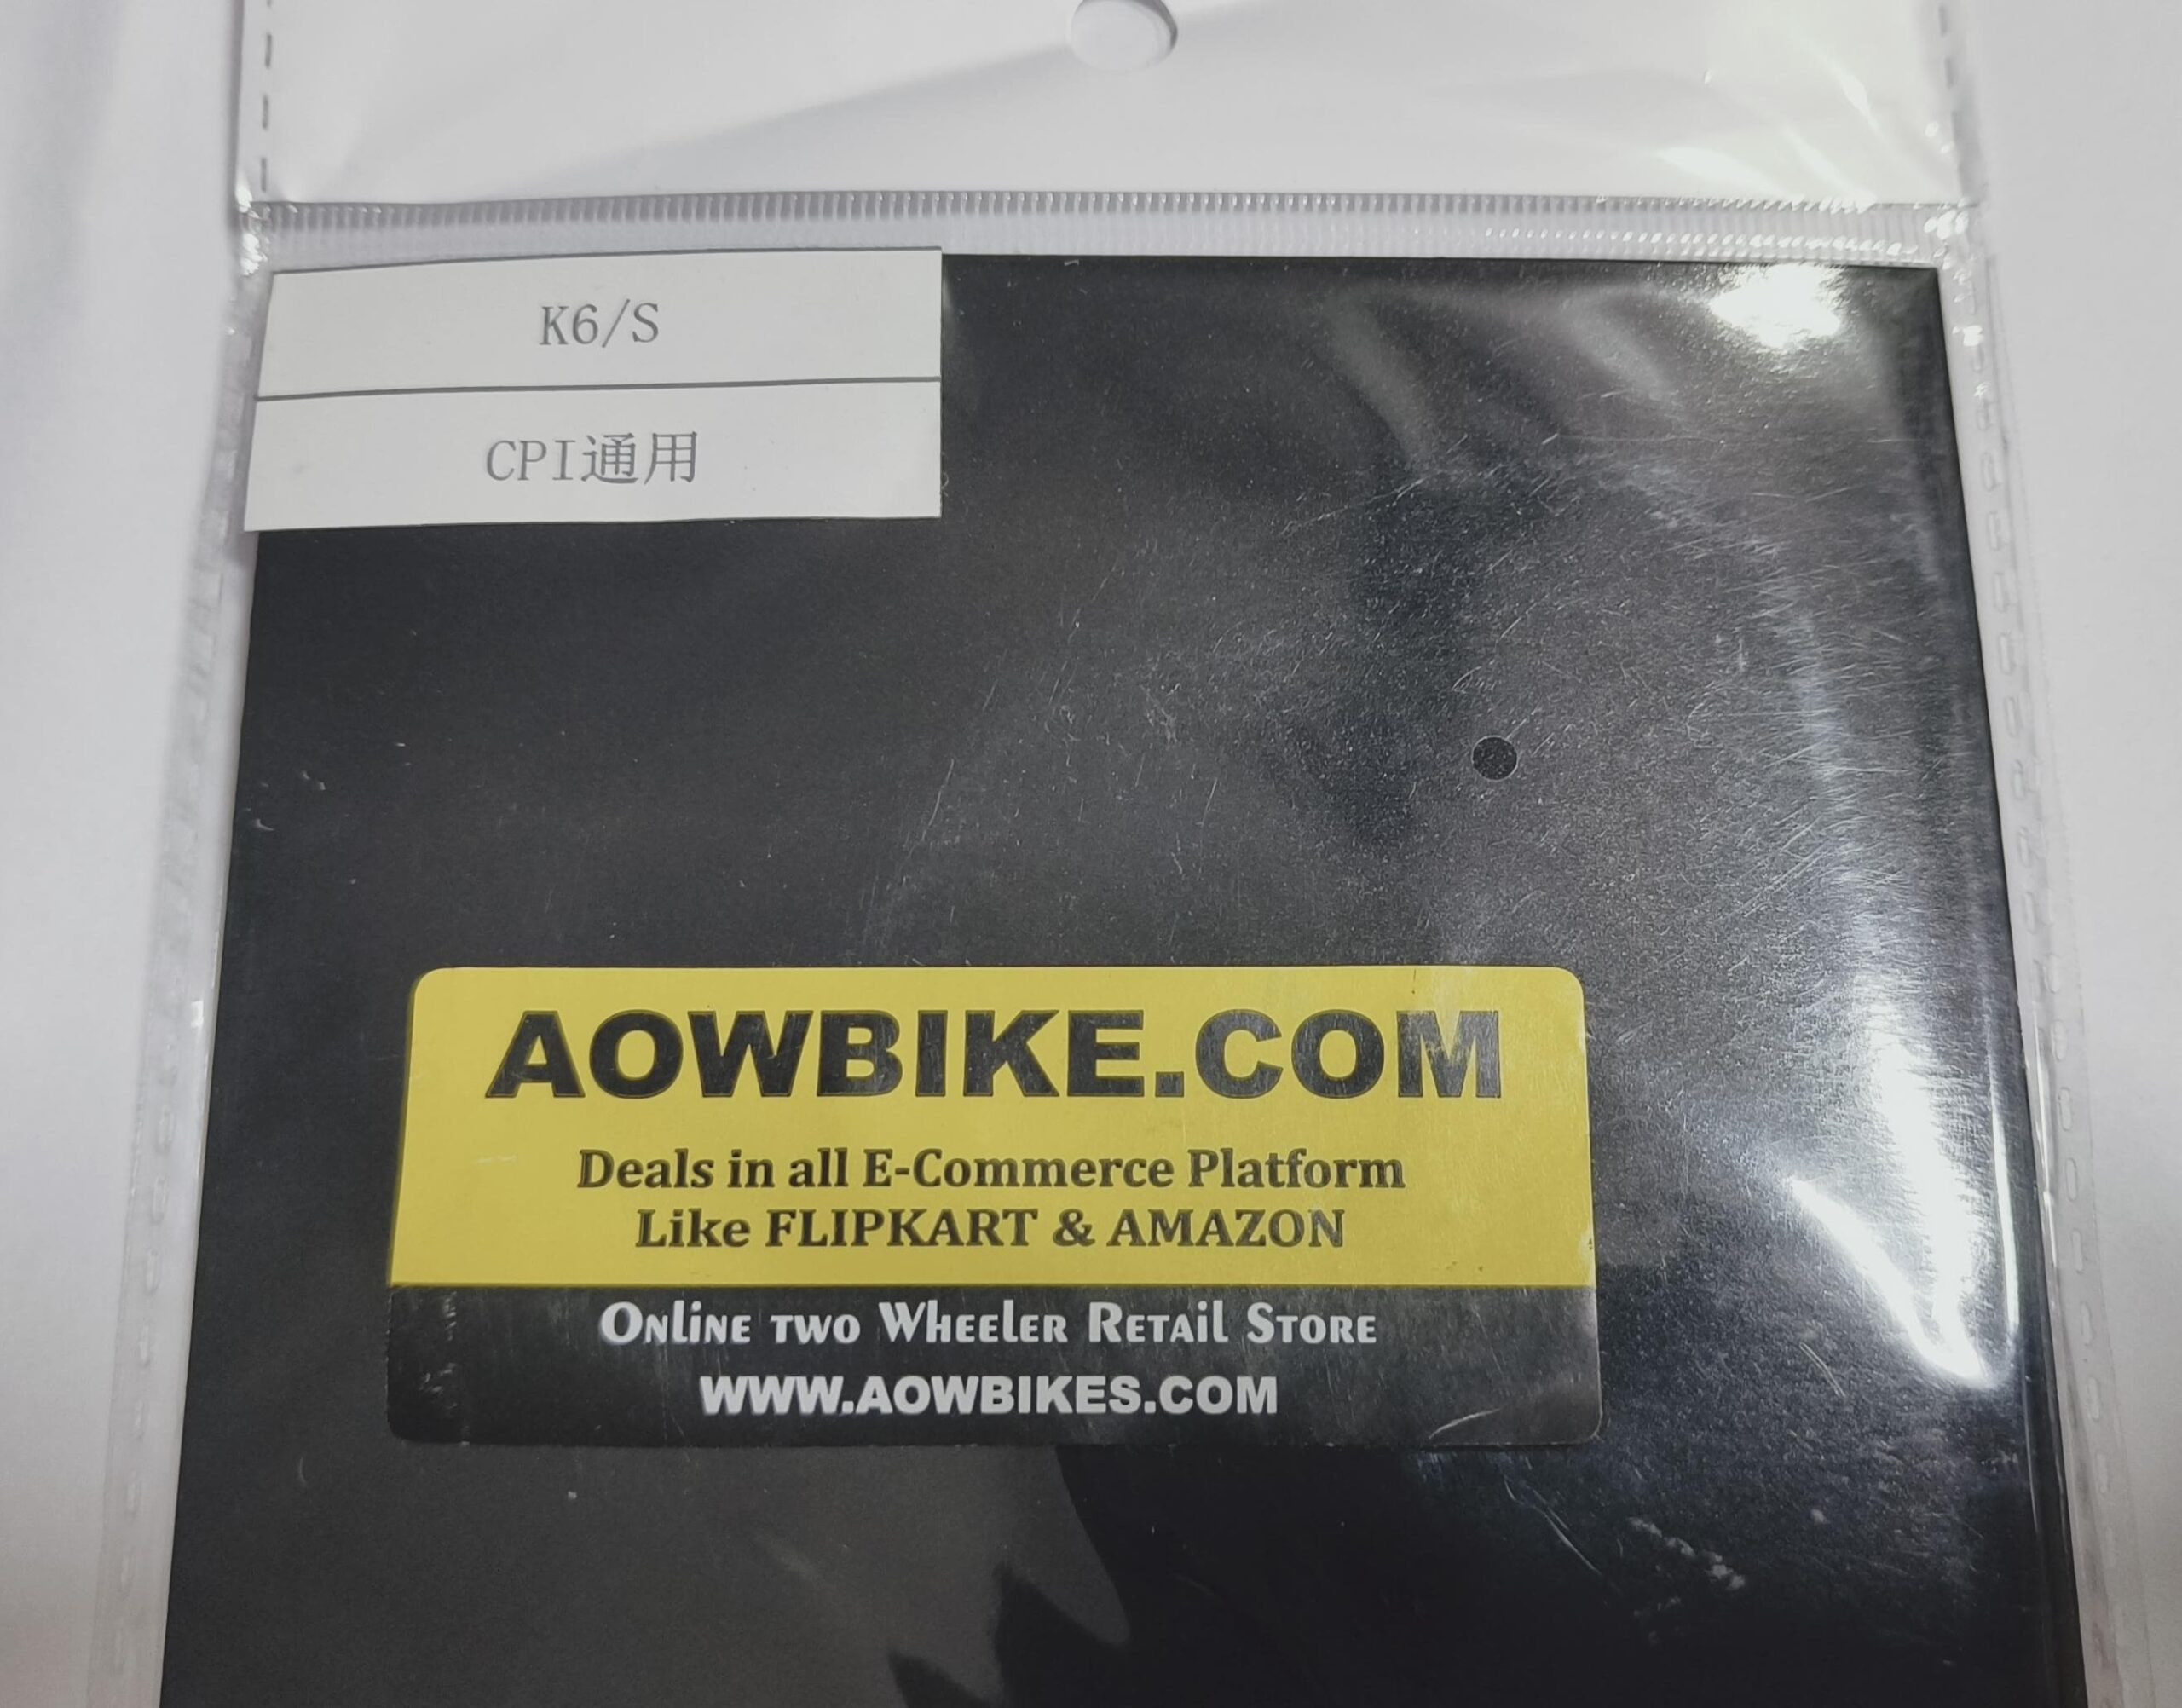 K6/S
CPI通用
AOWBIKE.COM
Deals in all E-Commerce Platform
Like FLIPKART & AMAZON
Online two Wheeler Retail Store
WWW.AOWBIKES.COM